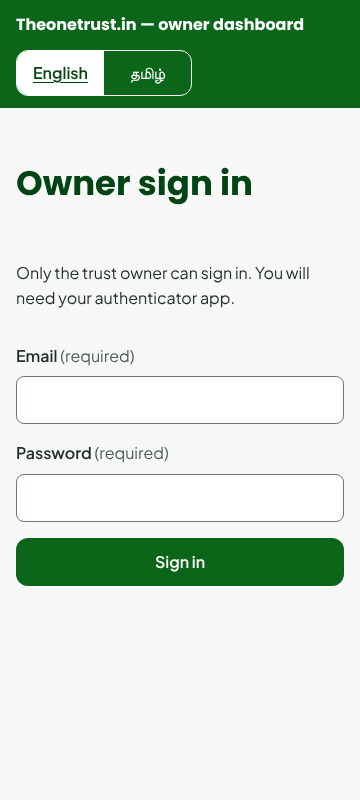 Theonetrust.in — owner dashboard
English
தமிழ்
Owner sign in
Only the trust owner can sign in. You will
need your authenticator app.
Email (required)
Password (required)
Sign in